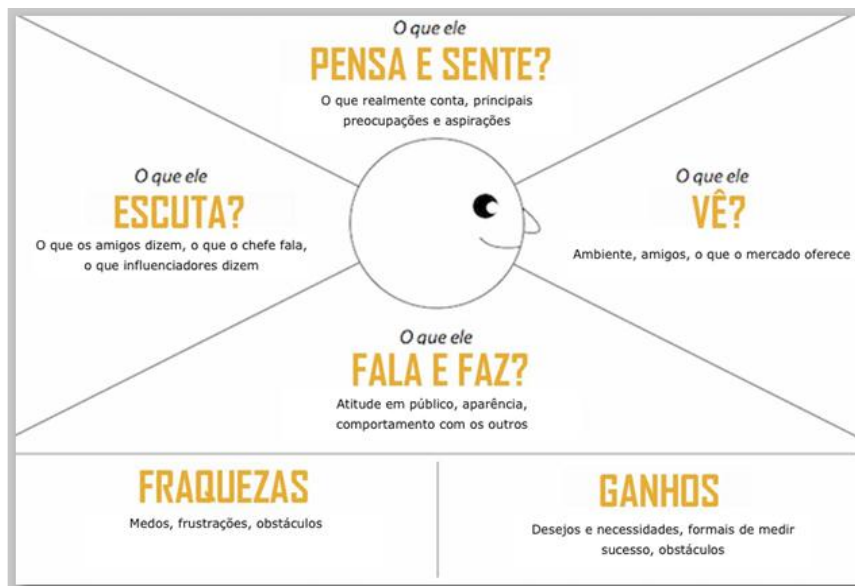 O que ele
PENSA E SENTE?
O que realmente conta, principais
preocupações e aspirações
O que ele
ESCUTA?
O que os amigos dizem, o que o chefe fala,
o que influenciadores dizem
O que ele
VÊ?
Ambiente, amigos, o que o mercado oferece
O que ele
FALA E FAZ?
Atitude em público, aparência,
comportamento com os outros
FRAQUEZAS
Medos, frustrações, obstáculos
GANHOS
Desejos e necessidades, formais de medir
sucesso, obstáculos